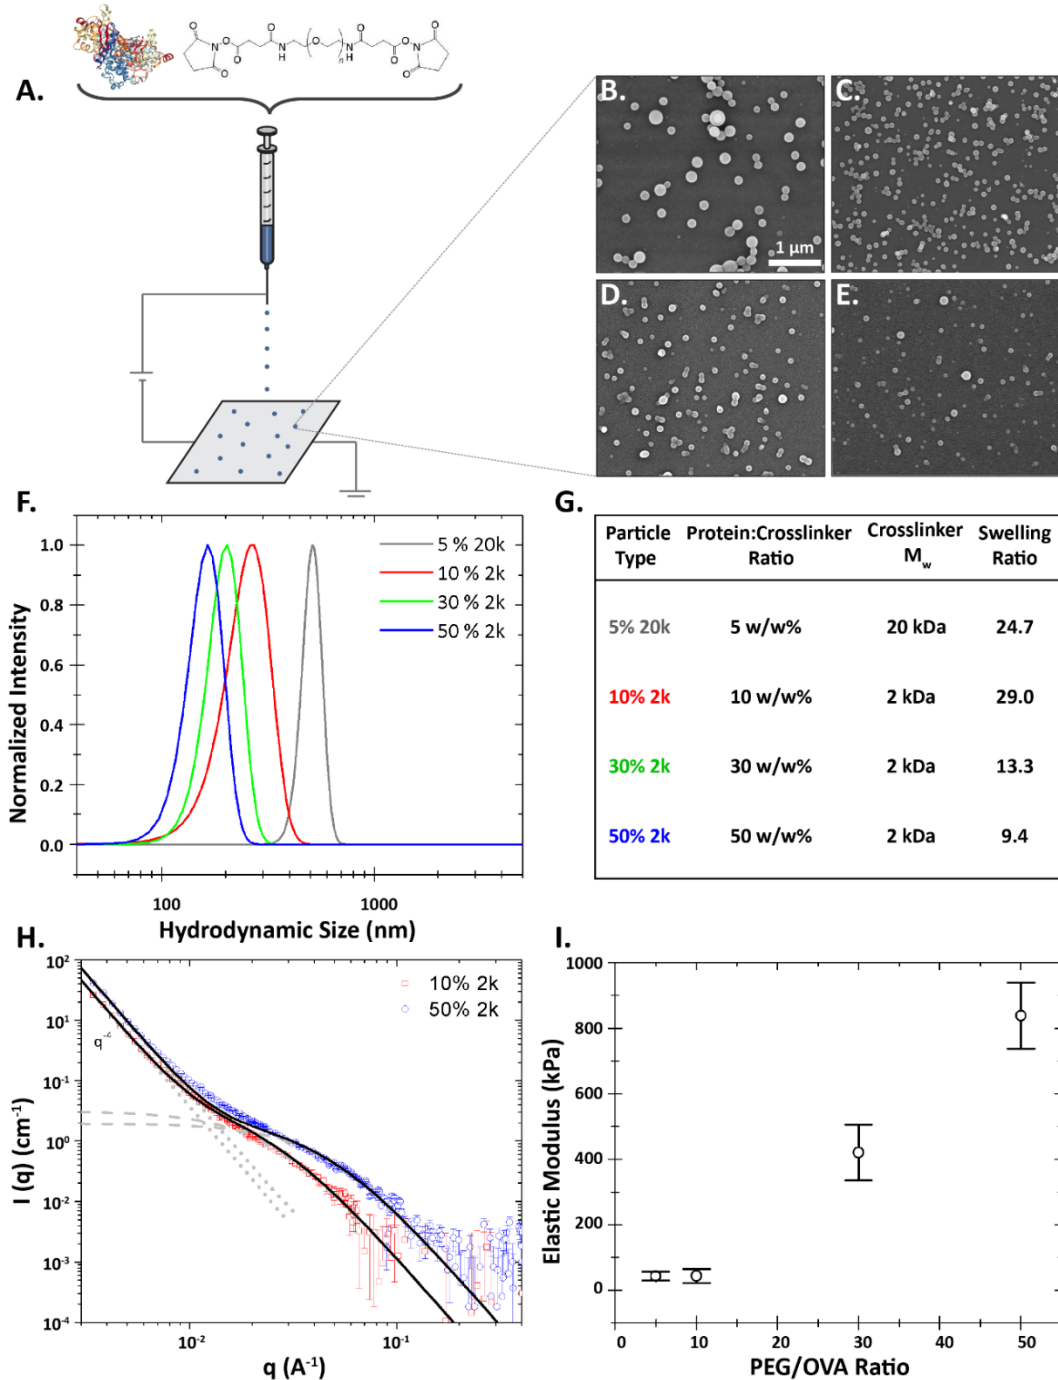 O
O
O
O
N
O
O
N
H
O
n
N
H
O
O
O
N
O
O
A.
B.
C.
1 µm
D.
E.
F.
1.0
0.8
0.6
0.4
0.2
0.0
Normalized Intensity
5 % 20k
10 % 2k
30 % 2k
50 % 2k
100 1000
Hydrodynamic Size (nm)
G.
Particle Type Protein:Crosslinker Ratio Crosslinker Mw Swelling Ratio
5% 20k 5 w/w% 20 kDa 24.7
10% 2k 10 w/w% 2 kDa 29.0
30% 2k 30 w/w% 2 kDa 13.3
50% 2k 50 w/w% 2 kDa 9.4
H.
10²
10¹
10⁻¹
10⁰
10⁻²
10⁻³
10⁻⁴
I (q) (cm⁻¹)
q⁻⁴
10% 2k
50% 2k
10⁻² 10⁻¹
q (A⁻¹)
I.
1000
800
600
400
200
0
Elastic Modulus (kPa)
0 10 20 30 40 50
PEG/OVA Ratio